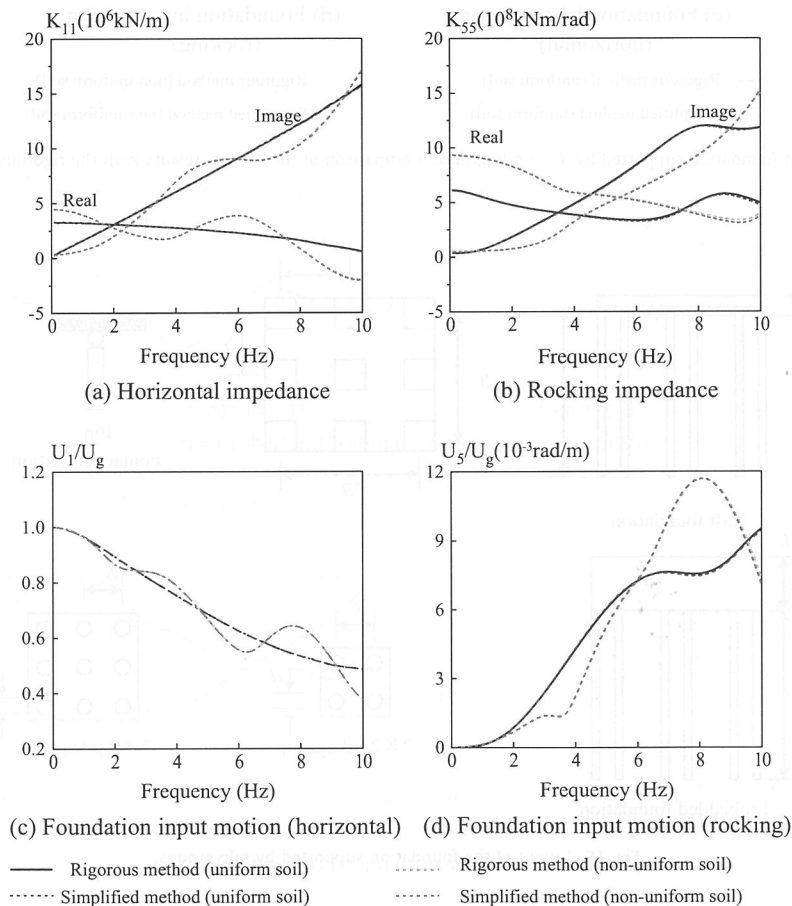 K11(10⁶kN/m)
20
15
10
5
0
-5
Image
Real
0 2 4 6 8 10
Frequency (Hz)
(a) Horizontal impedance
K55(10⁸kNm/rad)
20
15
10
5
0
-5
Image
Real
0 2 4 6 8 10
Frequency (Hz)
(b) Rocking impedance
U1/Ug
1.2
1.0
0.8
0.6
0.4
0.2
0 2 4 6 8 10
Frequency (Hz)
(c) Foundation input motion (horizontal)
U5/Ug(10⁻³rad/m)
12
9
6
3
0
0 2 4 6 8 10
Frequency (Hz)
(d) Foundation input motion (rocking)
Rigorous method (uniform soil)
Rigorous method (non-uniform soil)
Simplified method (uniform soil)
Simplified method (non-uniform soil)